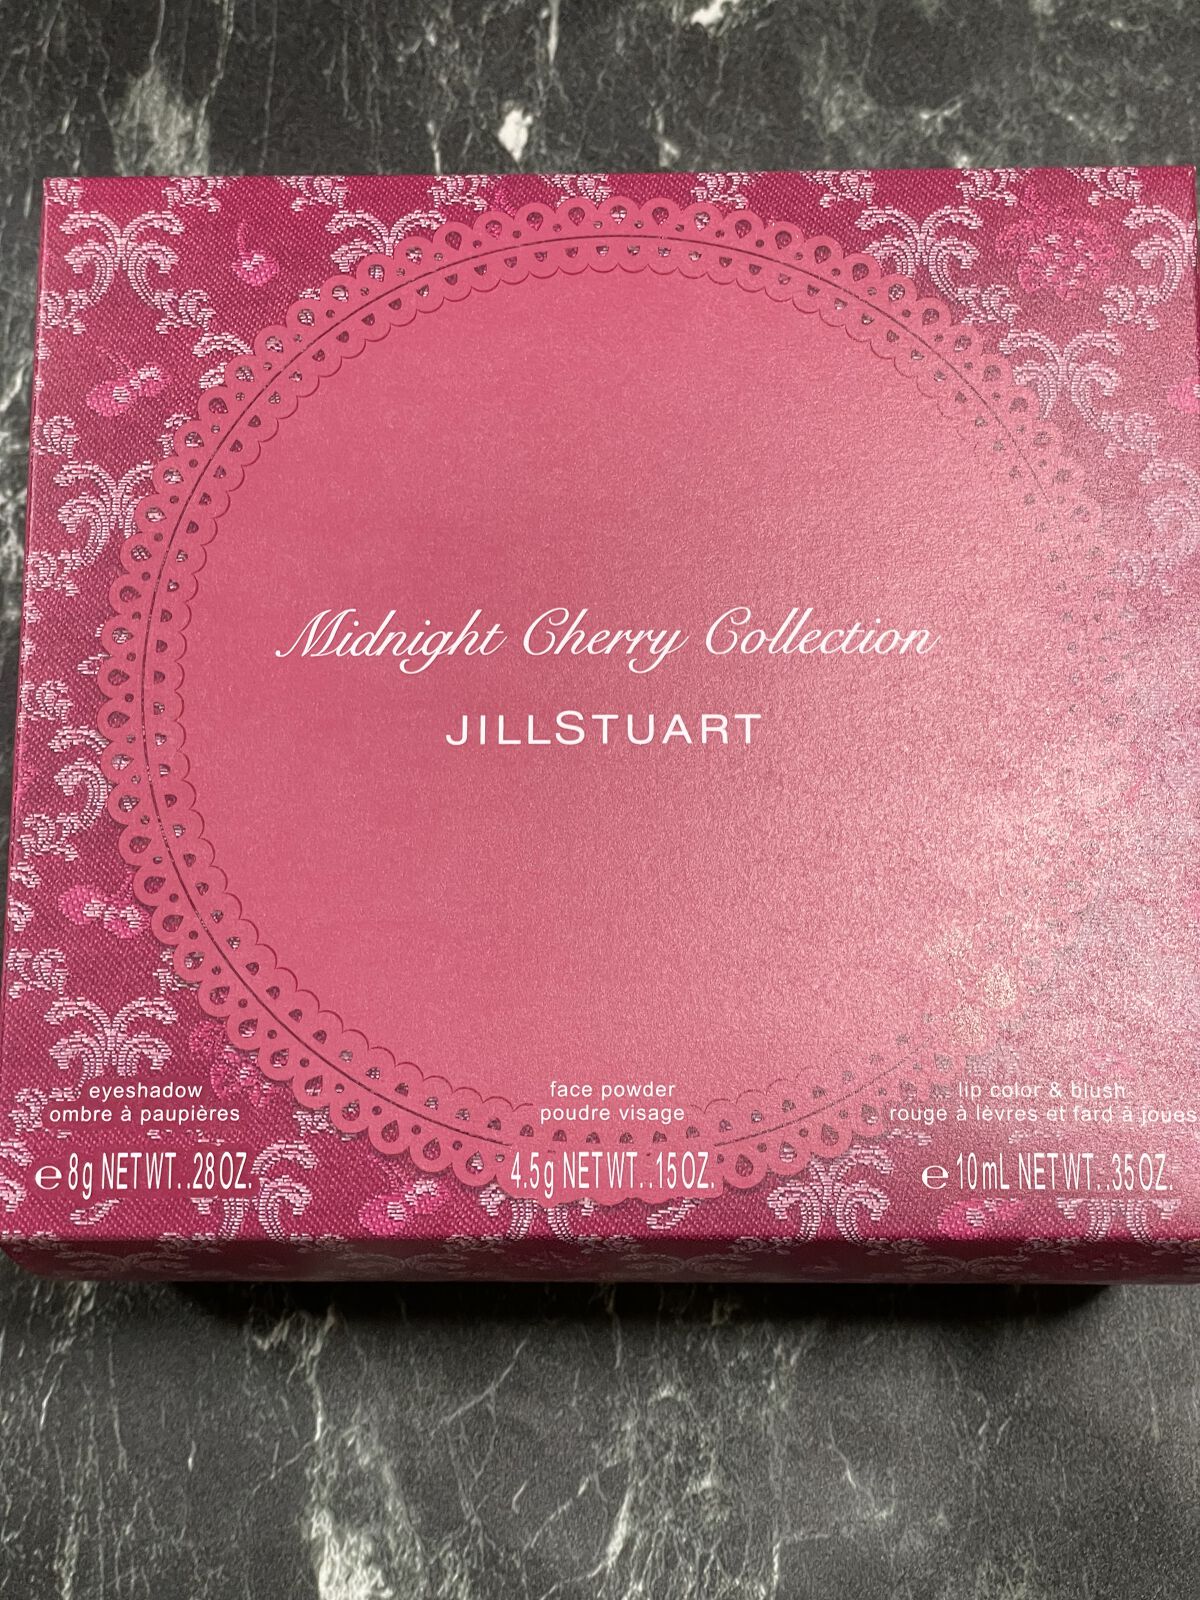 Midnight Cherry Collection
JILLSTUART
eyeshadow
ombre à paupières
℮ 8g NET WT. .28 OZ.
face powder
poudre visage
4.5g NET WT. .15 OZ.
lip color & blush
rouge à lèvres et fard à joues
℮ 10mL NET WT. .35 OZ.